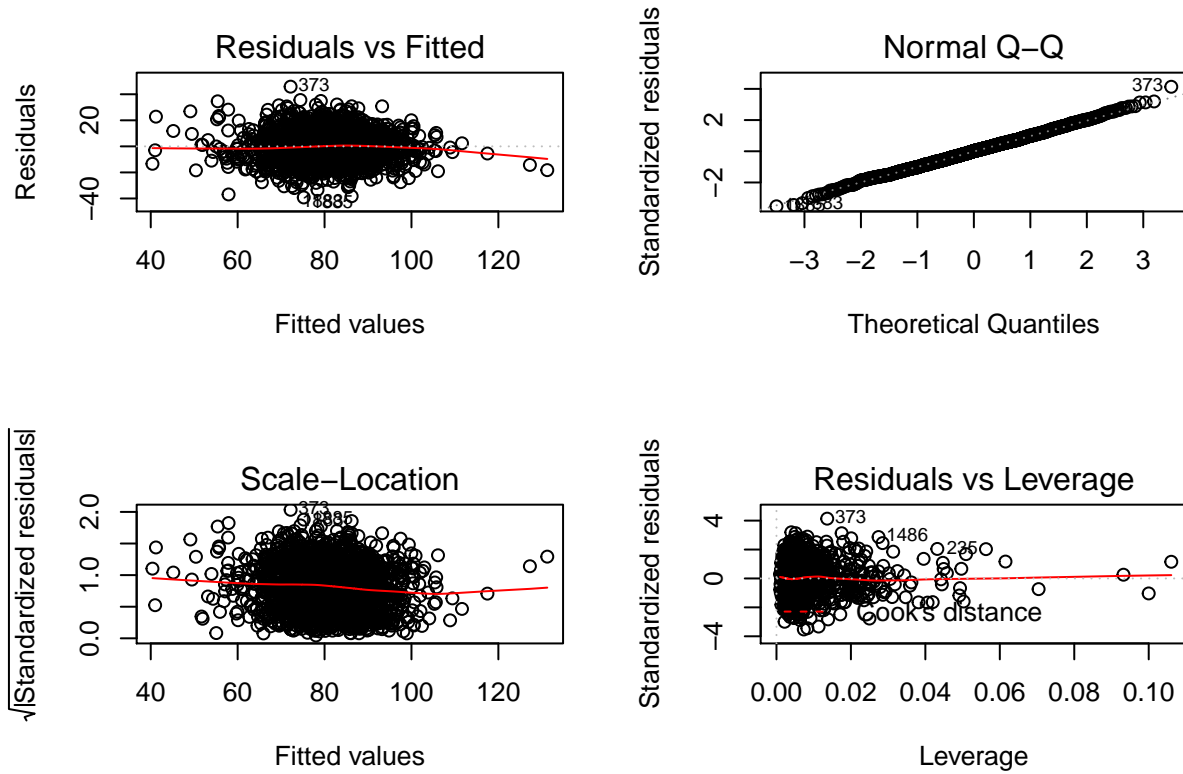 Residuals vs Fitted
Residuals
20
−40
373
40 60 80 100 120
Fitted values
Normal Q−Q
Standardized residuals
2
−2
373
−3 −2 −1 0 1 2 3
Theoretical Quantiles
Scale−Location
√|Standardized residuals|
2.0
1.0
0.0
373
40 60 80 100 120
Fitted values
Residuals vs Leverage
Standardized residuals
4
0
−4
373
1486
235
Cook's distance
0.00 0.02 0.04 0.06 0.08 0.10
Leverage